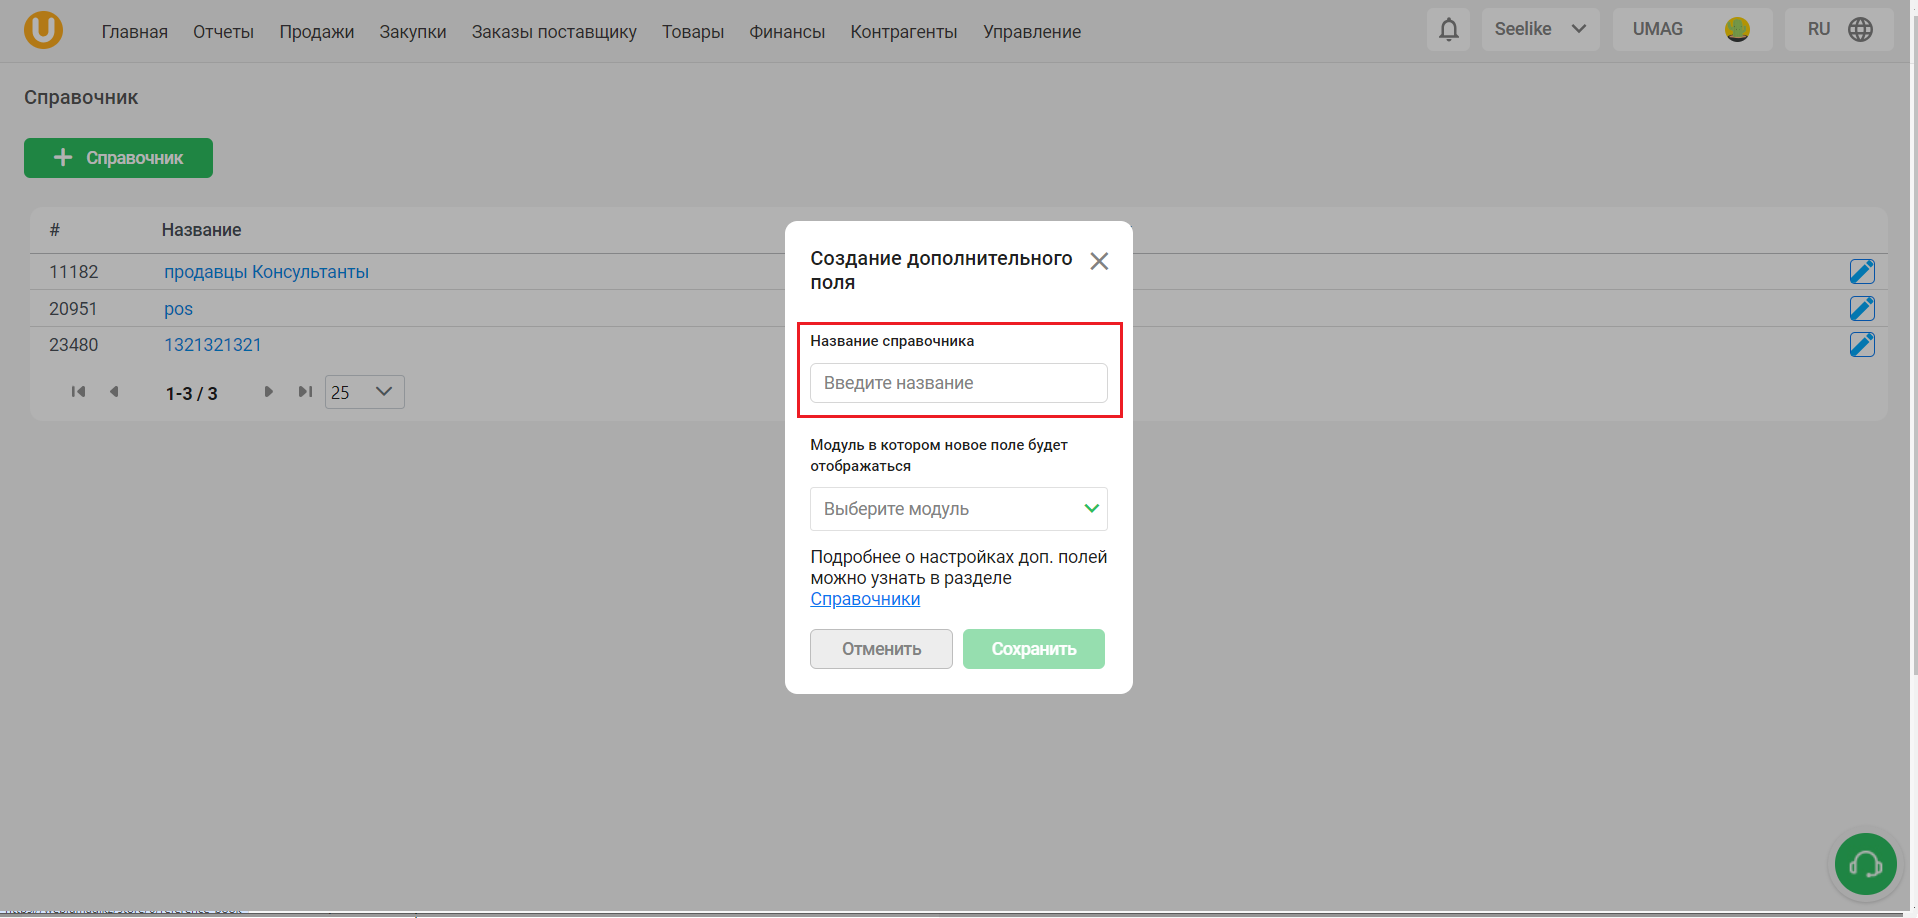 Главная Отчеты Продажи Закупки Заказы поставщику Товары Финансы Контрагенты Управление Seelike UMAG RU
Справочник
Справочник
# Название
11182 продавцы Консультанты
20951 pos
23480 1321321321
1-3 / 3 25
Создание дополнительного
поля
Название справочника
Введите название
Модуль в котором новое поле будет
отображаться
Выберите модуль
Подробнее о настройках доп. полей
можно узнать в разделе
Справочники
Отменить Сохранить